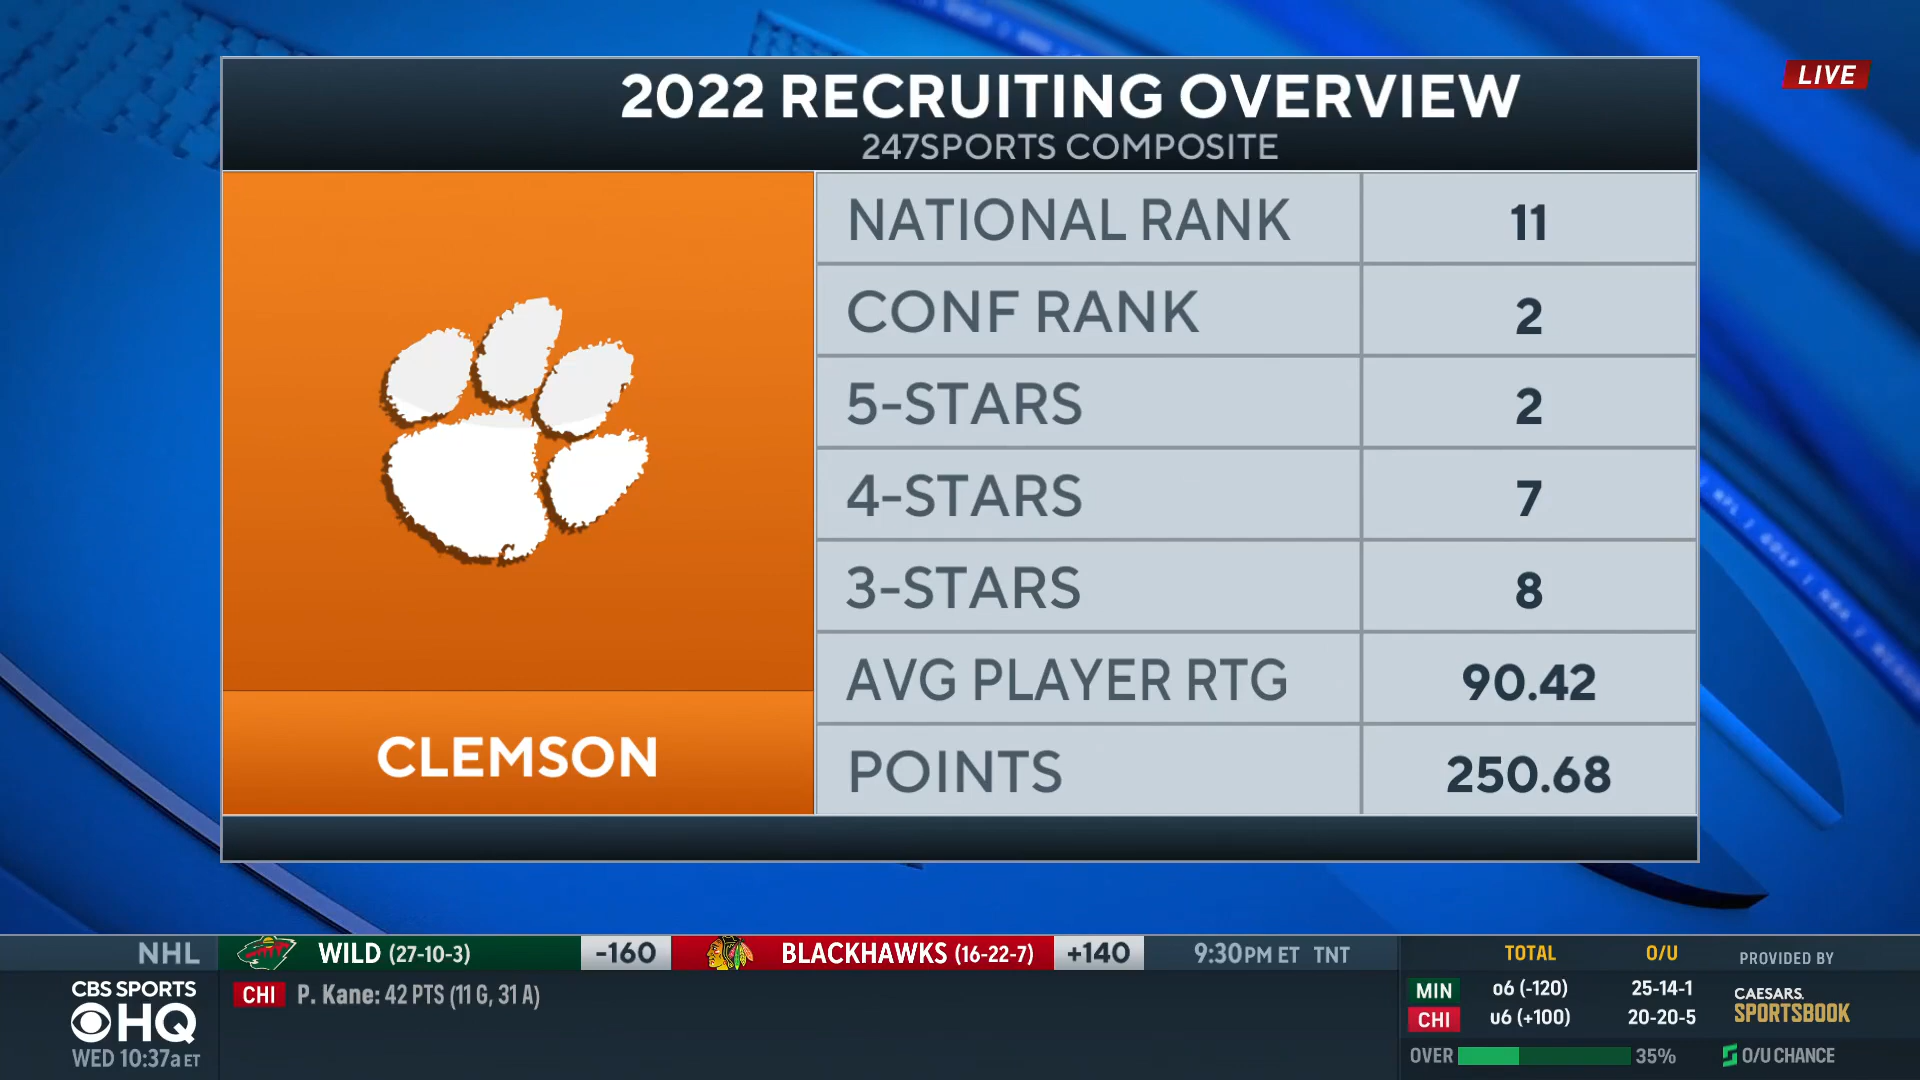 LIVE
2022 RECRUITING OVERVIEW
247SPORTS COMPOSITE
NATIONAL RANK 11
CONF RANK 2
5-STARS 2
4-STARS 7
3-STARS 8
AVG PLAYER RTG 90.42
POINTS 250.68
CLEMSON
NHL WILD (27-10-3) -160 BLACKHAWKS (16-22-7) +140 9:30PM ET TNT
CBS SPORTS
HQ
WED 10:37a ET
CHI P. Kane: 42 PTS (11 G, 31 A)
TOTAL O/U
MIN o6 (-120) 25-14-1
CHI u6 (+100) 20-20-5
OVER 35% O/U CHANCE
PROVIDED BY
CAESARS
SPORTSBOOK